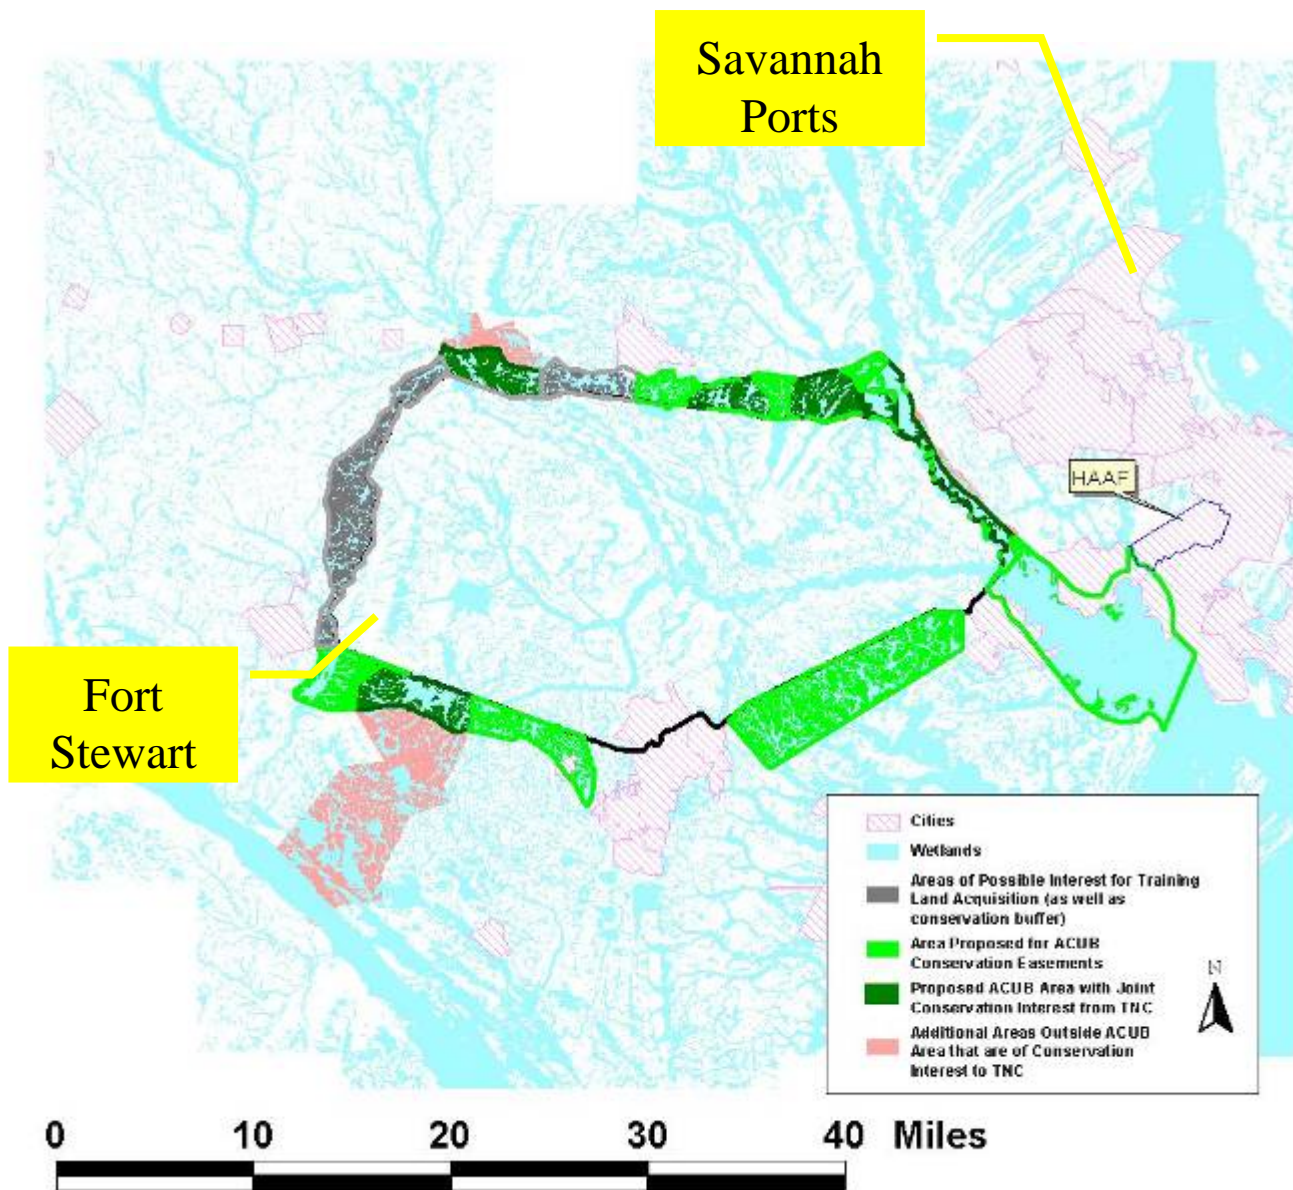 Savannah
Ports
HAAF
Fort
Stewart
Cities
Wetlands
Areas of Possible Interest for Training
Land Acquisition (as well as
conservation buffer)
Area Proposed for ACUB
Conservation Easements
Proposed ACUB Area with Joint
Conservation Interest from TNC
Additional Areas Outside ACUB
Area that are of Conservation
Interest to TNC
N
0 10 20 30 40 Miles